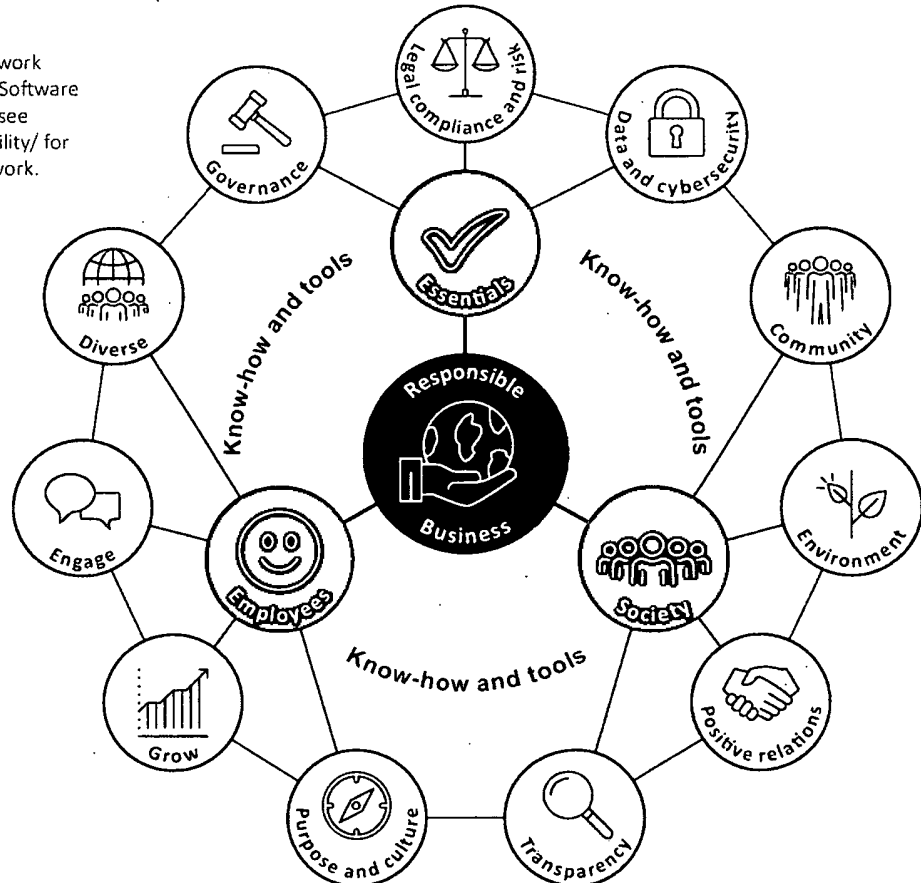 work
Software
see
ility/ for
work.
Legal compliance and risk
Governance
Data and cybersecurity
Essentials
Diverse
Know-how and tools
Know-how and tools
Community
Responsible
Business
Engage
Employees
Society
Environment
Know-how and tools
Grow
Positive relations
Purpose and culture
Transparency